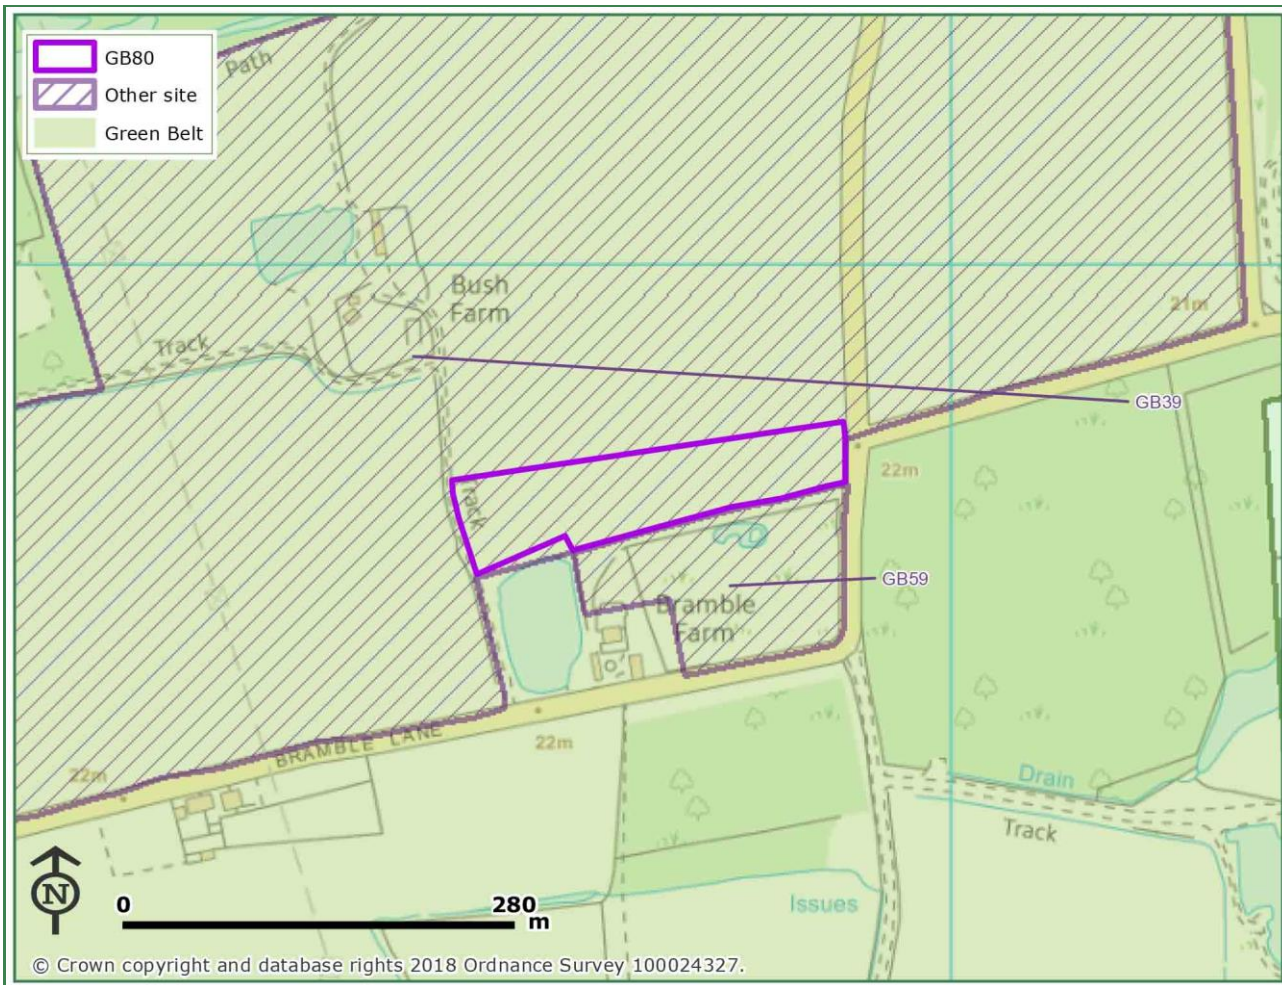 GB80
Other site
Green Belt
Path
Bush
Farm
Track
21m
GB39
22m
Track
GB59
Bramble
Farm
BRAMBLE LANE
22m
22m
Drain
Track
Issues
N
0 280
m
© Crown copyright and database rights 2018 Ordnance Survey 100024327.